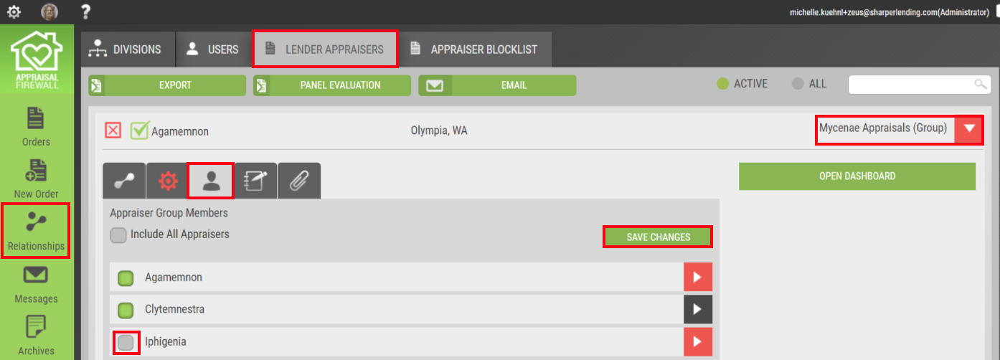 michelle.kuehnl+zeus@sharperlending.com(Administrator)
APPRAISAL
FIREWALL
DIVISIONS
USERS
LENDER APPRAISERS
APPRAISER BLOCKLIST
EXPORT
PANEL EVALUATION
EMAIL
ACTIVE
ALL
Orders
New Order
Relationships
Messages
Archives
Agamemnon
Olympia, WA
Mycenae Appraisals (Group)
OPEN DASHBOARD
Appraiser Group Members
Include All Appraisers
SAVE CHANGES
Agamemnon
Clytemnestra
Iphigenia